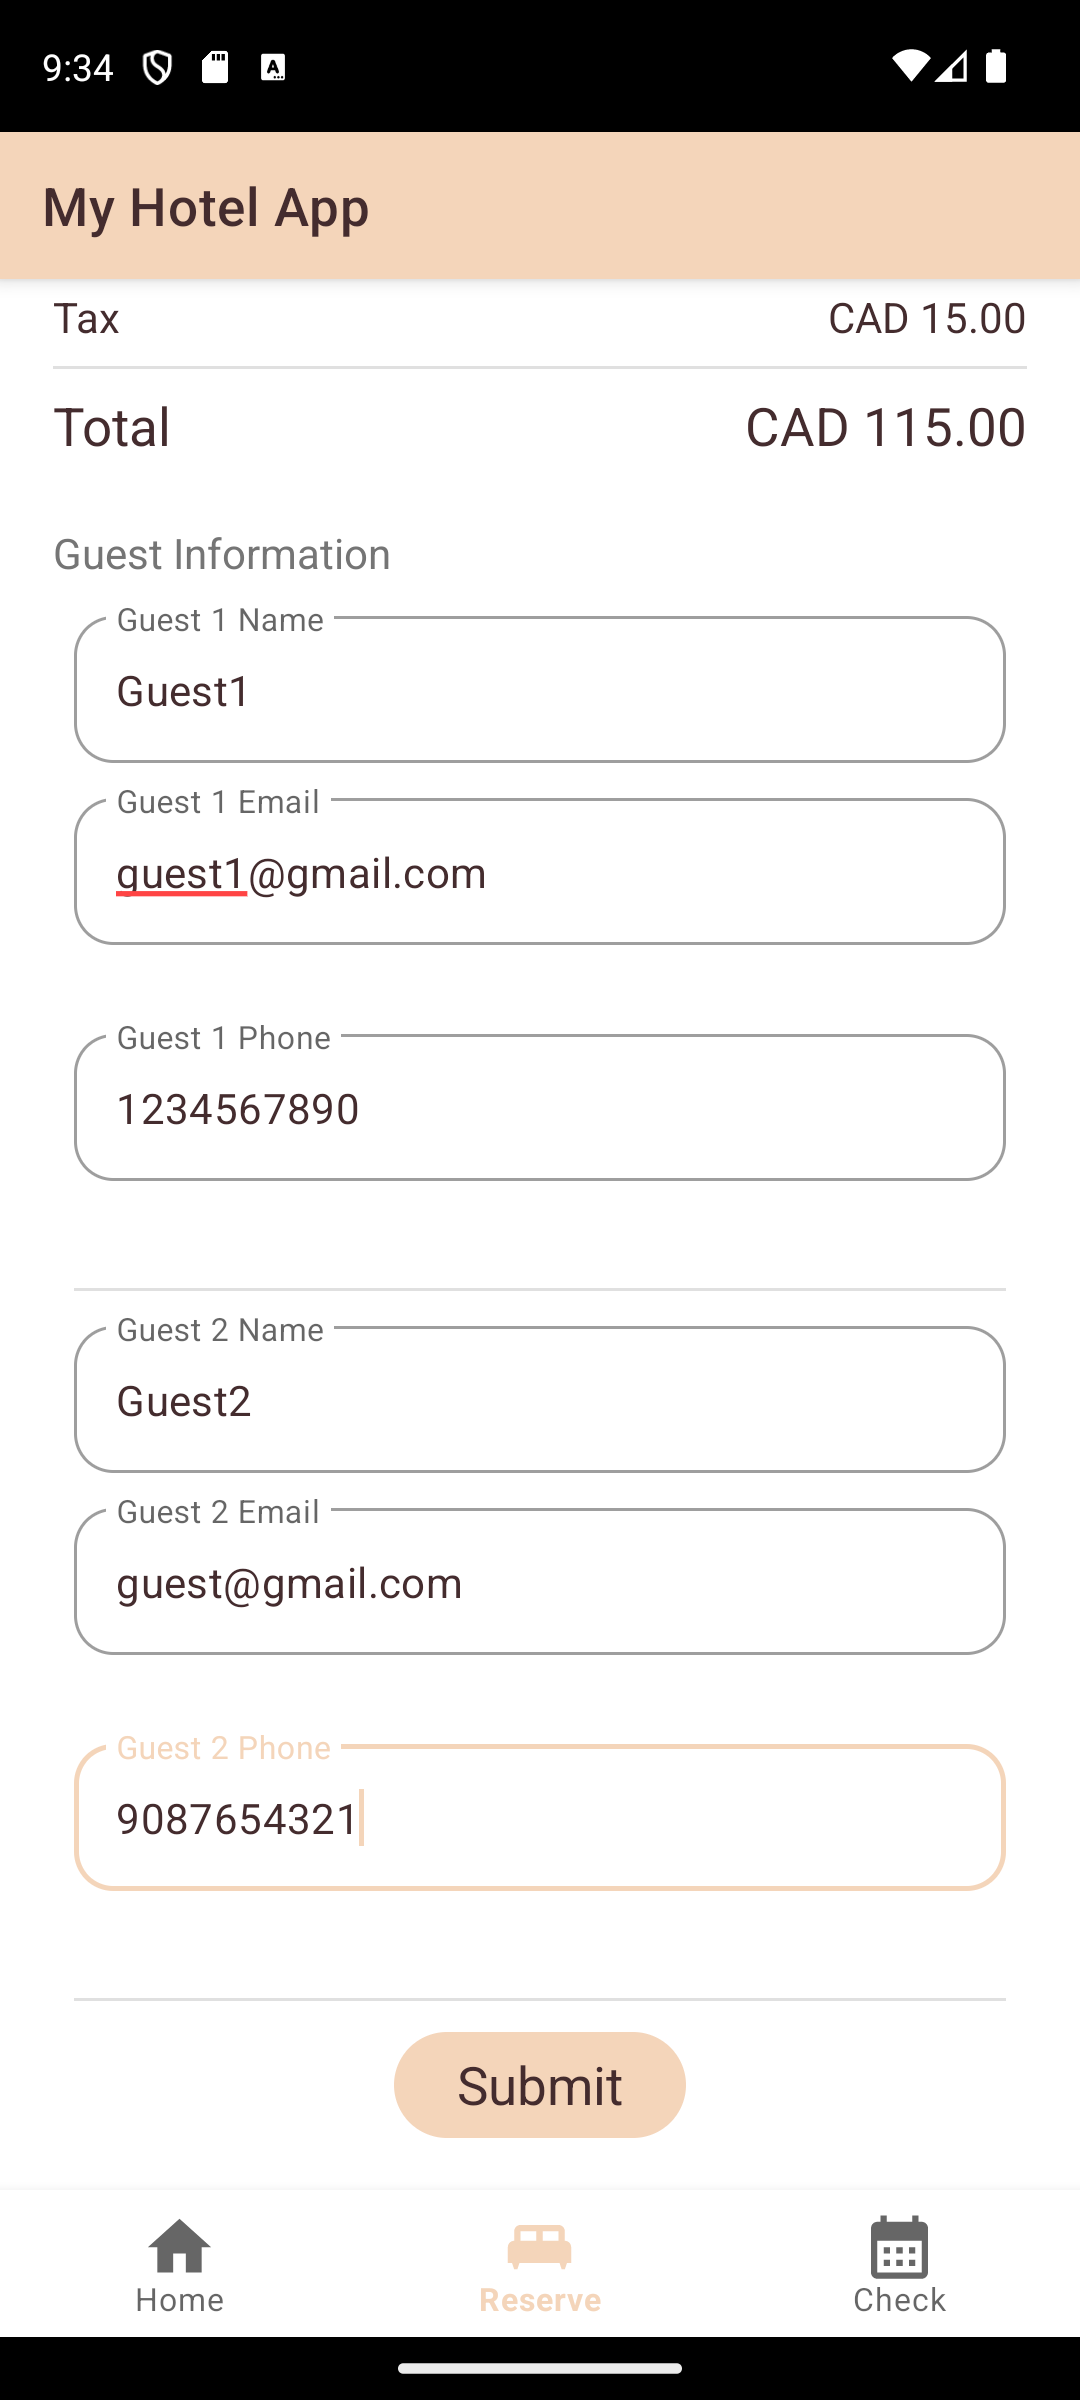 9:34
My Hotel App
Tax CAD 15.00
Total CAD 115.00
Guest Information
Guest 1 Name
Guest1
Guest 1 Email
guest1@gmail.com
Guest 1 Phone
1234567890
Guest 2 Name
Guest2
Guest 2 Email
guest@gmail.com
Guest 2 Phone
9087654321
Submit
Home Reserve Check